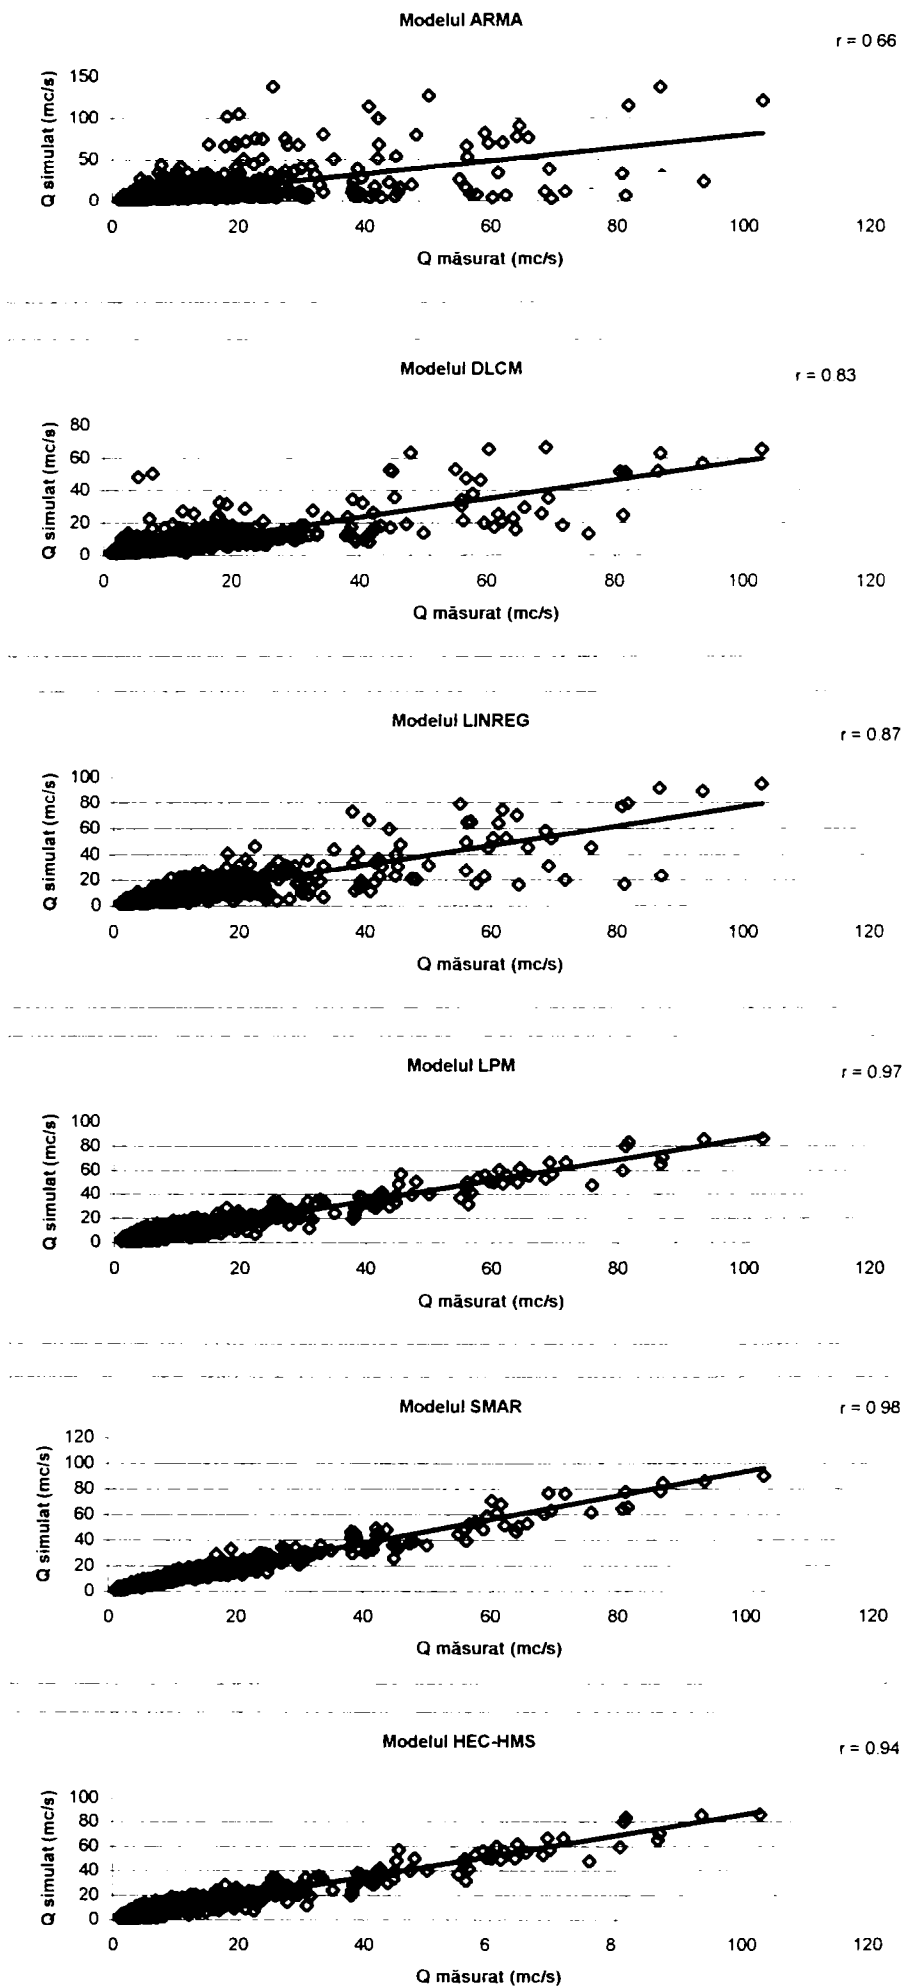 Modelul ARMA
r = 0 66
Q simulat (mc/s)
150
100
50
0
0 20 40 60 80 100 120
Q măsurat (mc/s)
Modelul DLCM
r = 0 83
Q simulat (mc/s)
80
60
40
20
0
0 20 40 60 80 100 120
Q măsurat (mc/s)
Modelul LINREG
r = 0.87
Q simulat (mc/s)
100
80
60
40
20
0
0 20 40 60 80 100 120
Q măsurat (mc/s)
Modelul LPM
r = 0.97
Q simulat (mc/s)
100
80
60
40
20
0
0 20 40 60 80 100 120
Q măsurat (mc/s)
Modelul SMAR
r = 0 98
Q simulat (mc/s)
120
100
80
60
40
20
0
0 20 40 60 80 100 120
Q măsurat (mc/s)
Modelul HEC-HMS
r = 0.94
Q simulat (mc/s)
100
80
60
40
20
0
0 20 40 6 8 100 120
Q măsurat (mc/s)